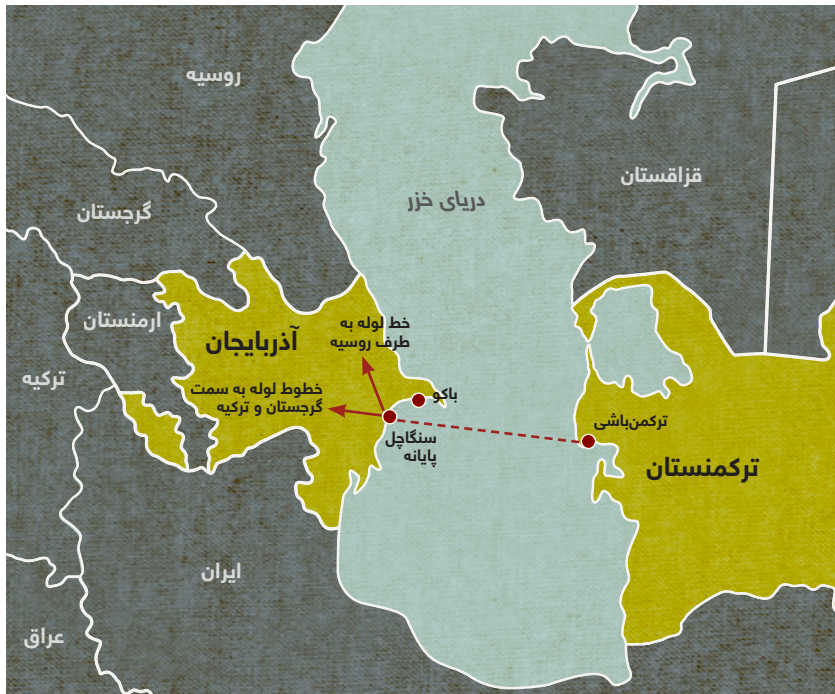 روسیه
قزاقستان
دریای خزر
گرجستان
ارمنستان
آذربایجان
خط لوله به
طرف روسیه
ترکیه
خطوط لوله به سمت
گرجستان و ترکیه
باکو
سنگاچل
پایانه
ترکمن‌باشی
ترکمنستان
ایران
عراق